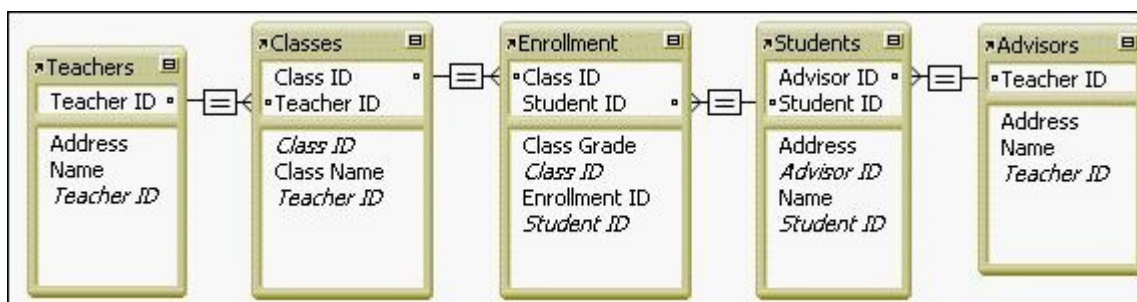 Teachers
Teacher ID
Address
Name
Teacher ID
Classes
Class ID
Teacher ID
Class ID
Class Name
Teacher ID
Enrollment
Class ID
Student ID
Class Grade
Class ID
Enrollment ID
Student ID
Students
Advisor ID
Student ID
Address
Advisor ID
Name
Student ID
Advisors
Teacher ID
Address
Name
Teacher ID